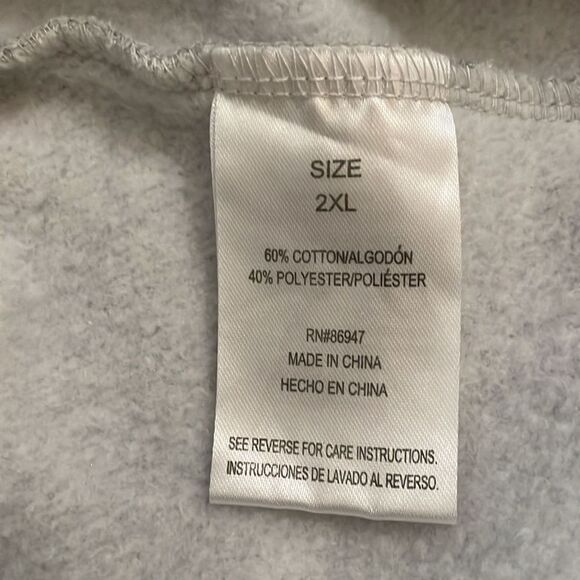 SIZE
2XL
60% COTTON/ALGODÓN
40% POLYESTER/POLIÉSTER
RN#86947
MADE IN CHINA
HECHO EN CHINA
SEE REVERSE FOR CARE INSTRUCTIONS.
INSTRUCCIONES DE LAVADO AL REVERSO.